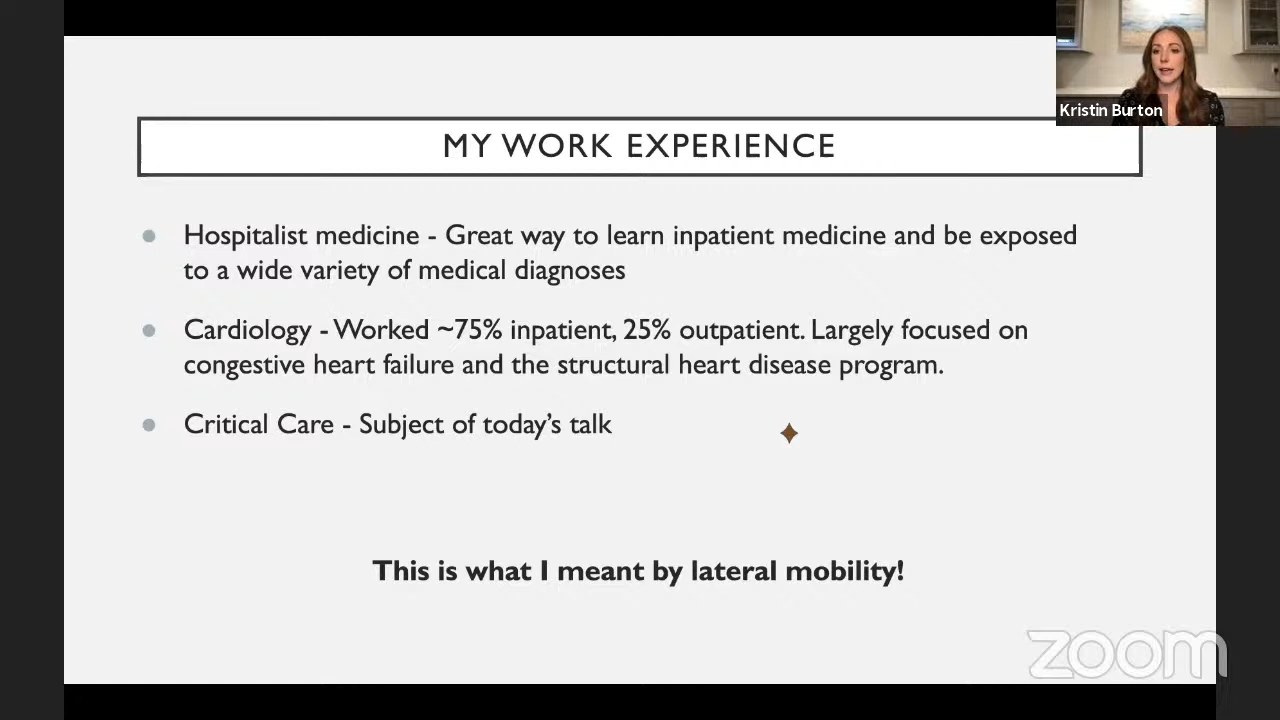 Kristin Burton
MY WORK EXPERIENCE
Hospitalist medicine - Great way to learn inpatient medicine and be exposed
to a wide variety of medical diagnoses
Cardiology - Worked ~75% inpatient, 25% outpatient. Largely focused on
congestive heart failure and the structural heart disease program.
Critical Care - Subject of today's talk
This is what I meant by lateral mobility!
zoom